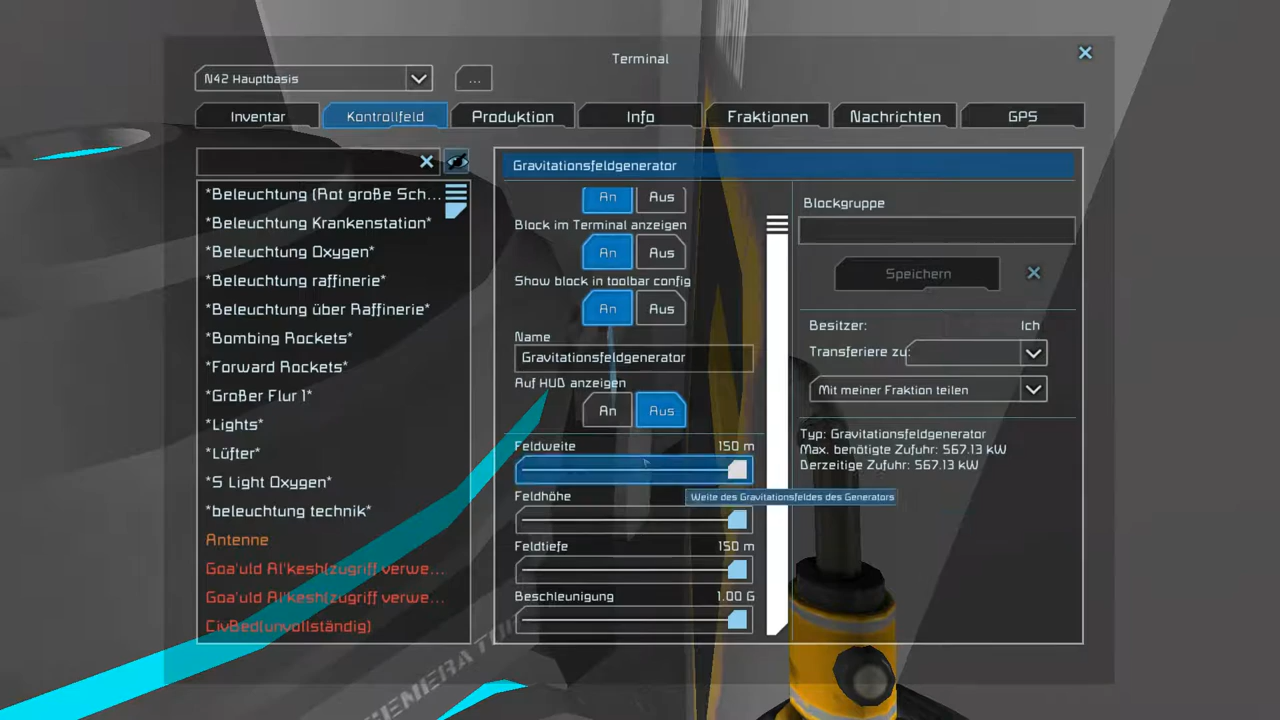 Terminal
N42 Hauptbasis
...
Inventar
Kontrollfeld
Produktion
Info
Fraktionen
Nachrichten
GPS
*Beleuchtung (Rot große Sch...
*Beleuchtung Krankenstation*
*Beleuchtung Oxygen*
*Beleuchtung raffinerie*
*Beleuchtung über Raffinerie*
*Bombing Rockets*
*Forward Rockets*
*Großer Flur 1*
*Lights*
*Lüfter*
*S Light Oxygen*
*beleuchtung technik*
Antenne
Goa'uld Al'kesh(zugriff verwe...
Goa'uld Al'kesh(zugriff verwe...
CivBed(unvollständig)
Gravitationsfeldgenerator
An Aus
Block im Terminal anzeigen
An Aus
Show block in toolbar config
An Aus
Name
Gravitationsfeldgenerator
Auf HUD anzeigen
An Aus
Feldweite 150 m
Feldhöhe
Weite des Gravitationsfeldes des Generators
Feldtiefe 150 m
Beschleunigung 1.00 G
Blockgruppe
Speichern
Besitzer: Ich
Transferiere zu:
Mit meiner Fraktion teilen
Typ: Gravitationsfeldgenerator
Max. benötigte Zufuhr: 567.13 kW
Derzeitige Zufuhr: 567.13 kW